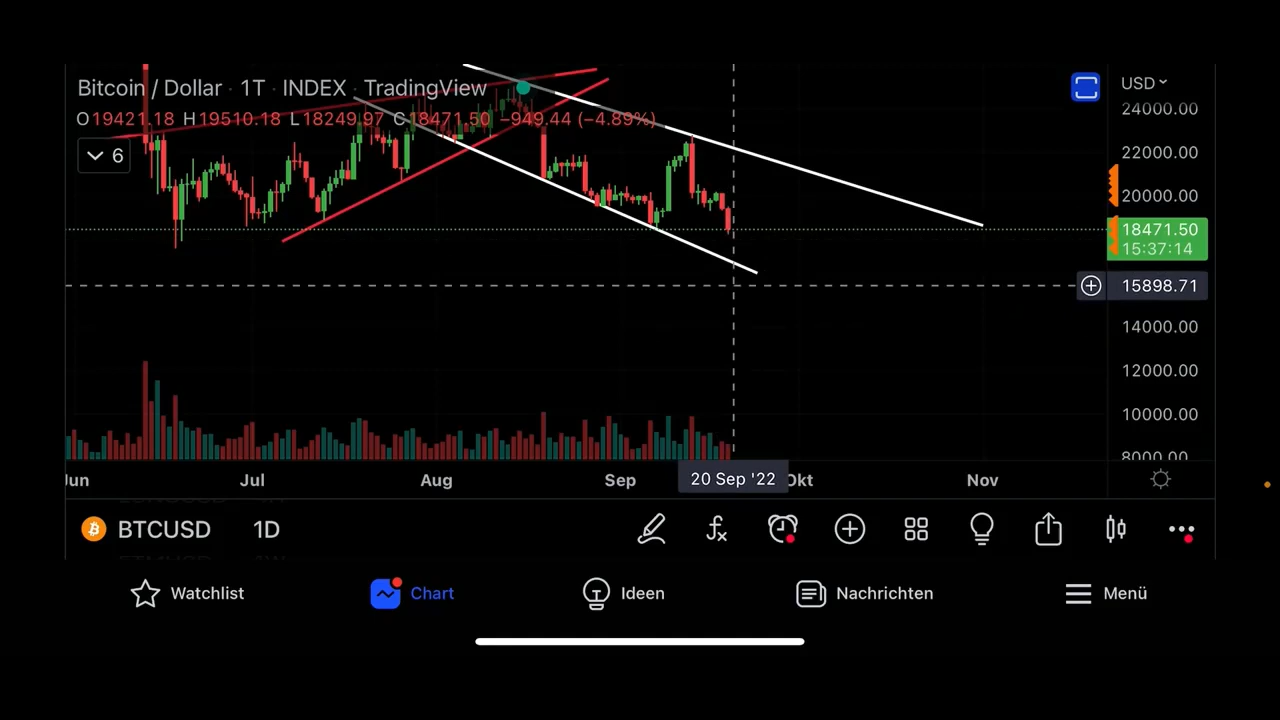 Bitcoin / Dollar · 1T · INDEX · TradingView
USD
O19421.18 H19510.18 L18249.97 C18471.50 −949.44 (−4.89%)
6
24000.00
22000.00
20000.00
18471.50
15:37:14
15898.71
14000.00
12000.00
10000.00
8000.00
Jun Jul Aug Sep 20 Sep '22 Okt Nov
BTCUSD 1D
Watchlist Chart Ideen Nachrichten Menü